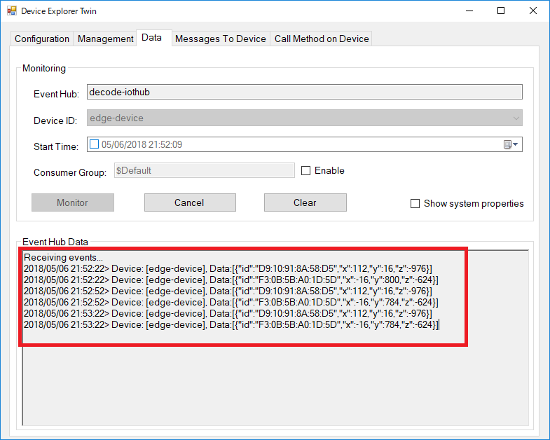 Device Explorer Twin
Configuration Management Data Messages To Device Call Method on Device
Monitoring
Event Hub: decode-iothub
Device ID: edge-device
Start Time: 05/06/2018 21:52:09
Consumer Group: $Default Enable
Monitor Cancel Clear Show system properties
Event Hub Data
Receiving events...
2018/05/06 21:52:22> Device: [edge-device], Data:[{"id":"D9:10:91:8A:58:D5","x":112,"y":16,"z":-976}]
2018/05/06 21:52:22> Device: [edge-device], Data:[{"id":"F3:0B:5B:A0:1D:5D","x":-16,"y":800,"z":-624}]
2018/05/06 21:52:52> Device: [edge-device], Data:[{"id":"D9:10:91:8A:58:D5","x":112,"y":16,"z":-976}]
2018/05/06 21:52:52> Device: [edge-device], Data:[{"id":"F3:0B:5B:A0:1D:5D","x":-16,"y":784,"z":-624}]
2018/05/06 21:53:22> Device: [edge-device], Data:[{"id":"D9:10:91:8A:58:D5","x":112,"y":16,"z":-976}]
2018/05/06 21:53:22> Device: [edge-device], Data:[{"id":"F3:0B:5B:A0:1D:5D","x":-16,"y":784,"z":-624}]